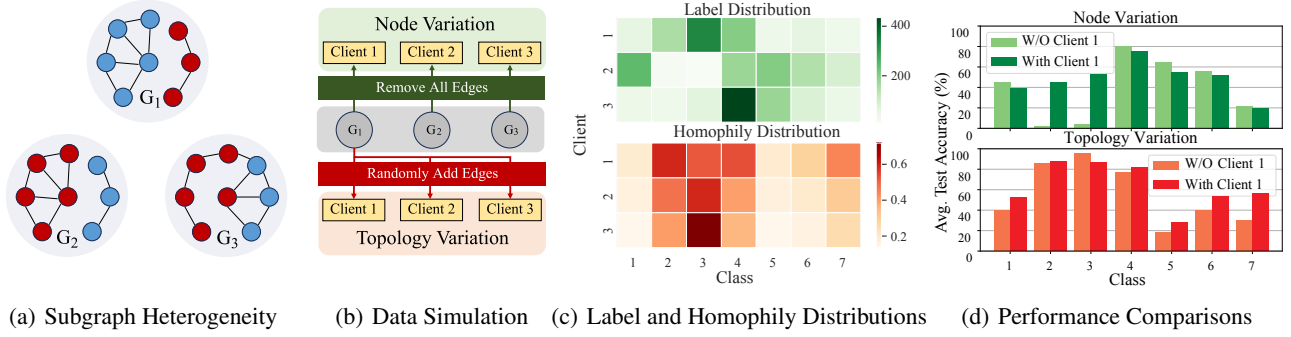 G1
G2
G3
(a) Subgraph Heterogeneity
Node Variation
Client 1 Client 2 Client 3
Remove All Edges
G1 G2 G3
Randomly Add Edges
Client 1 Client 2 Client 3
Topology Variation
(b) Data Simulation
Label Distribution
1
2
3
400
200
Client
Homophily Distribution
1
2
3
0.6
0.4
0.2
1 2 3 4 5 6 7
Class
(c) Label and Homophily Distributions
Node Variation
100
80
60
40
20
0
W/O Client 1
With Client 1
Avg. Test Accuracy (%)
Topology Variation
100
80
60
40
20
0
W/O Client 1
With Client 1
1 2 3 4 5 6 7
Class
(d) Performance Comparisons